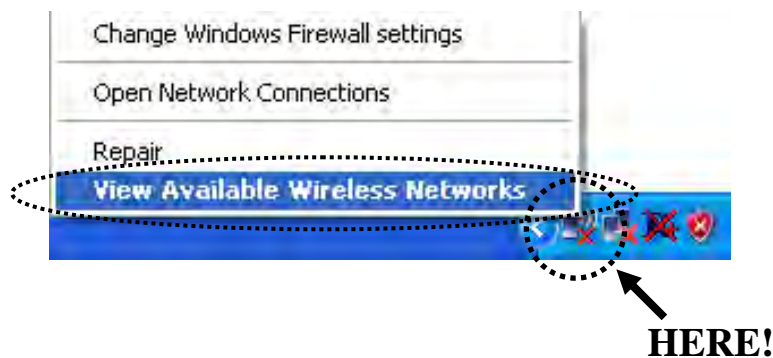 Change Windows Firewall settings
Open Network Connections
Repair
View Available Wireless Networks
HERE!